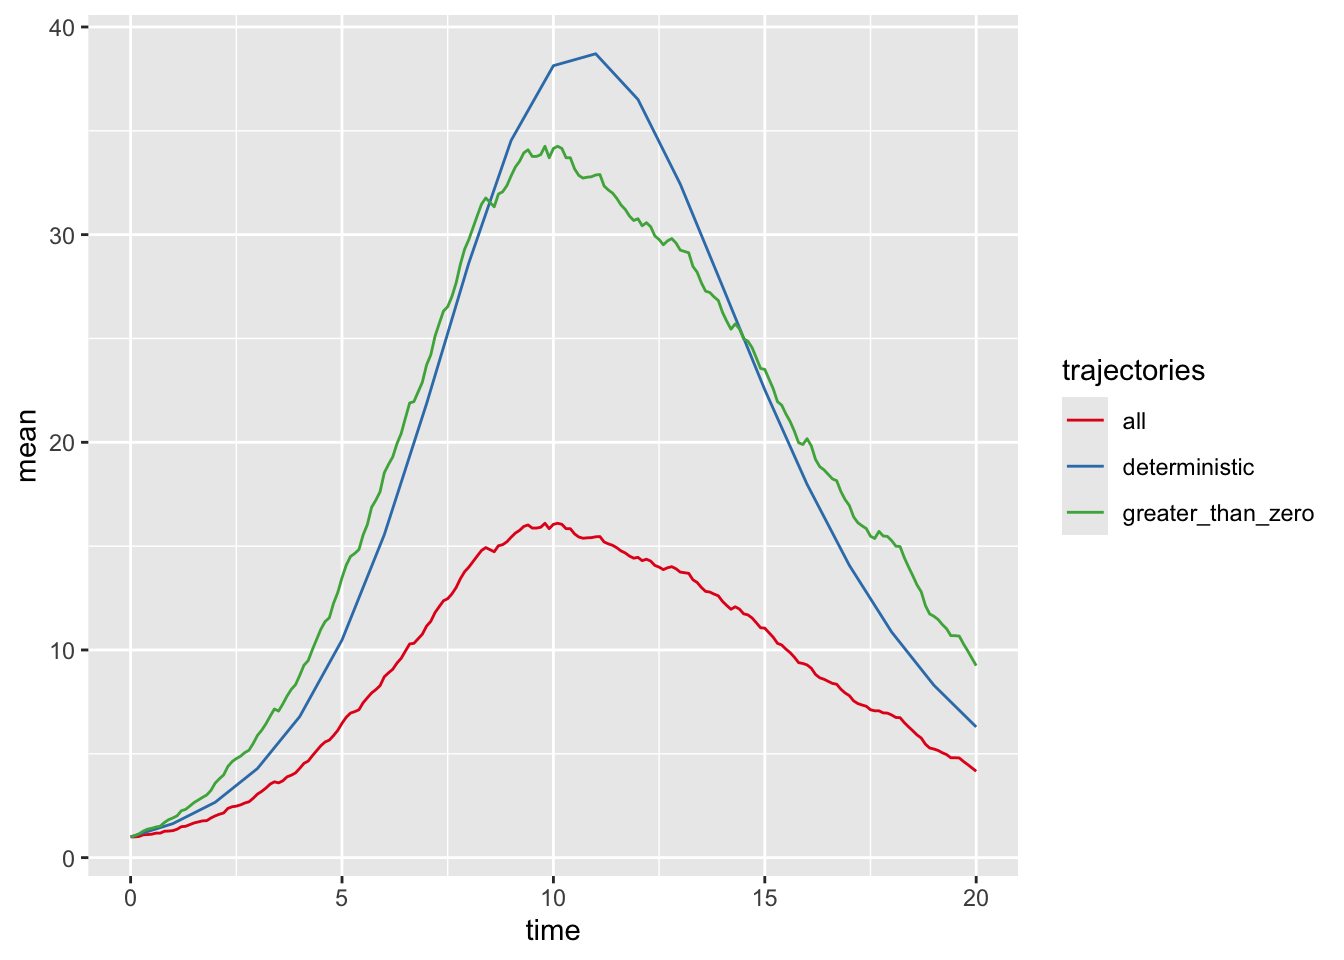 40
30
20
10
0
mean
0 5 10 15 20
time
trajectories
all
deterministic
greater_than_zero